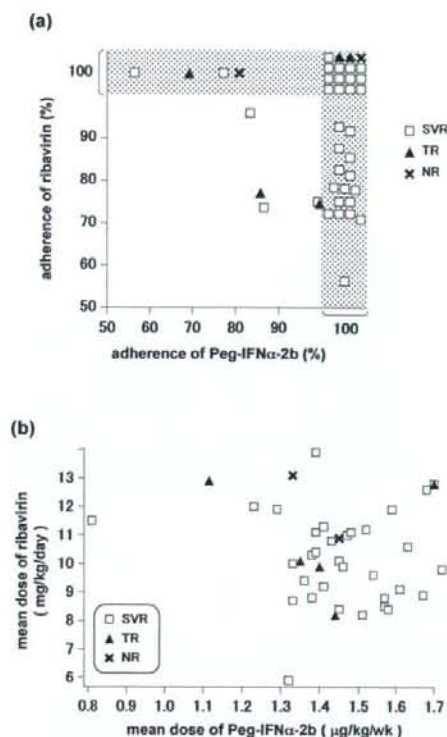 (a)
100
90
80
70
60
50
adherence of ribavirin (%)
50
60
70
80
90
100
adherence of Peg-IFNα-2b (%)
SVR
TR
NR
(b)
13
12
11
10
9
8
7
6
mean dose of ribavirin
( mg/kg/day )
SVR
TR
NR
0.8
0.9
1.0
1.1
1.2
1.3
1.4
1.5
1.6
1.7
mean dose of Peg-IFNα-2b ( μg/kg/wk )